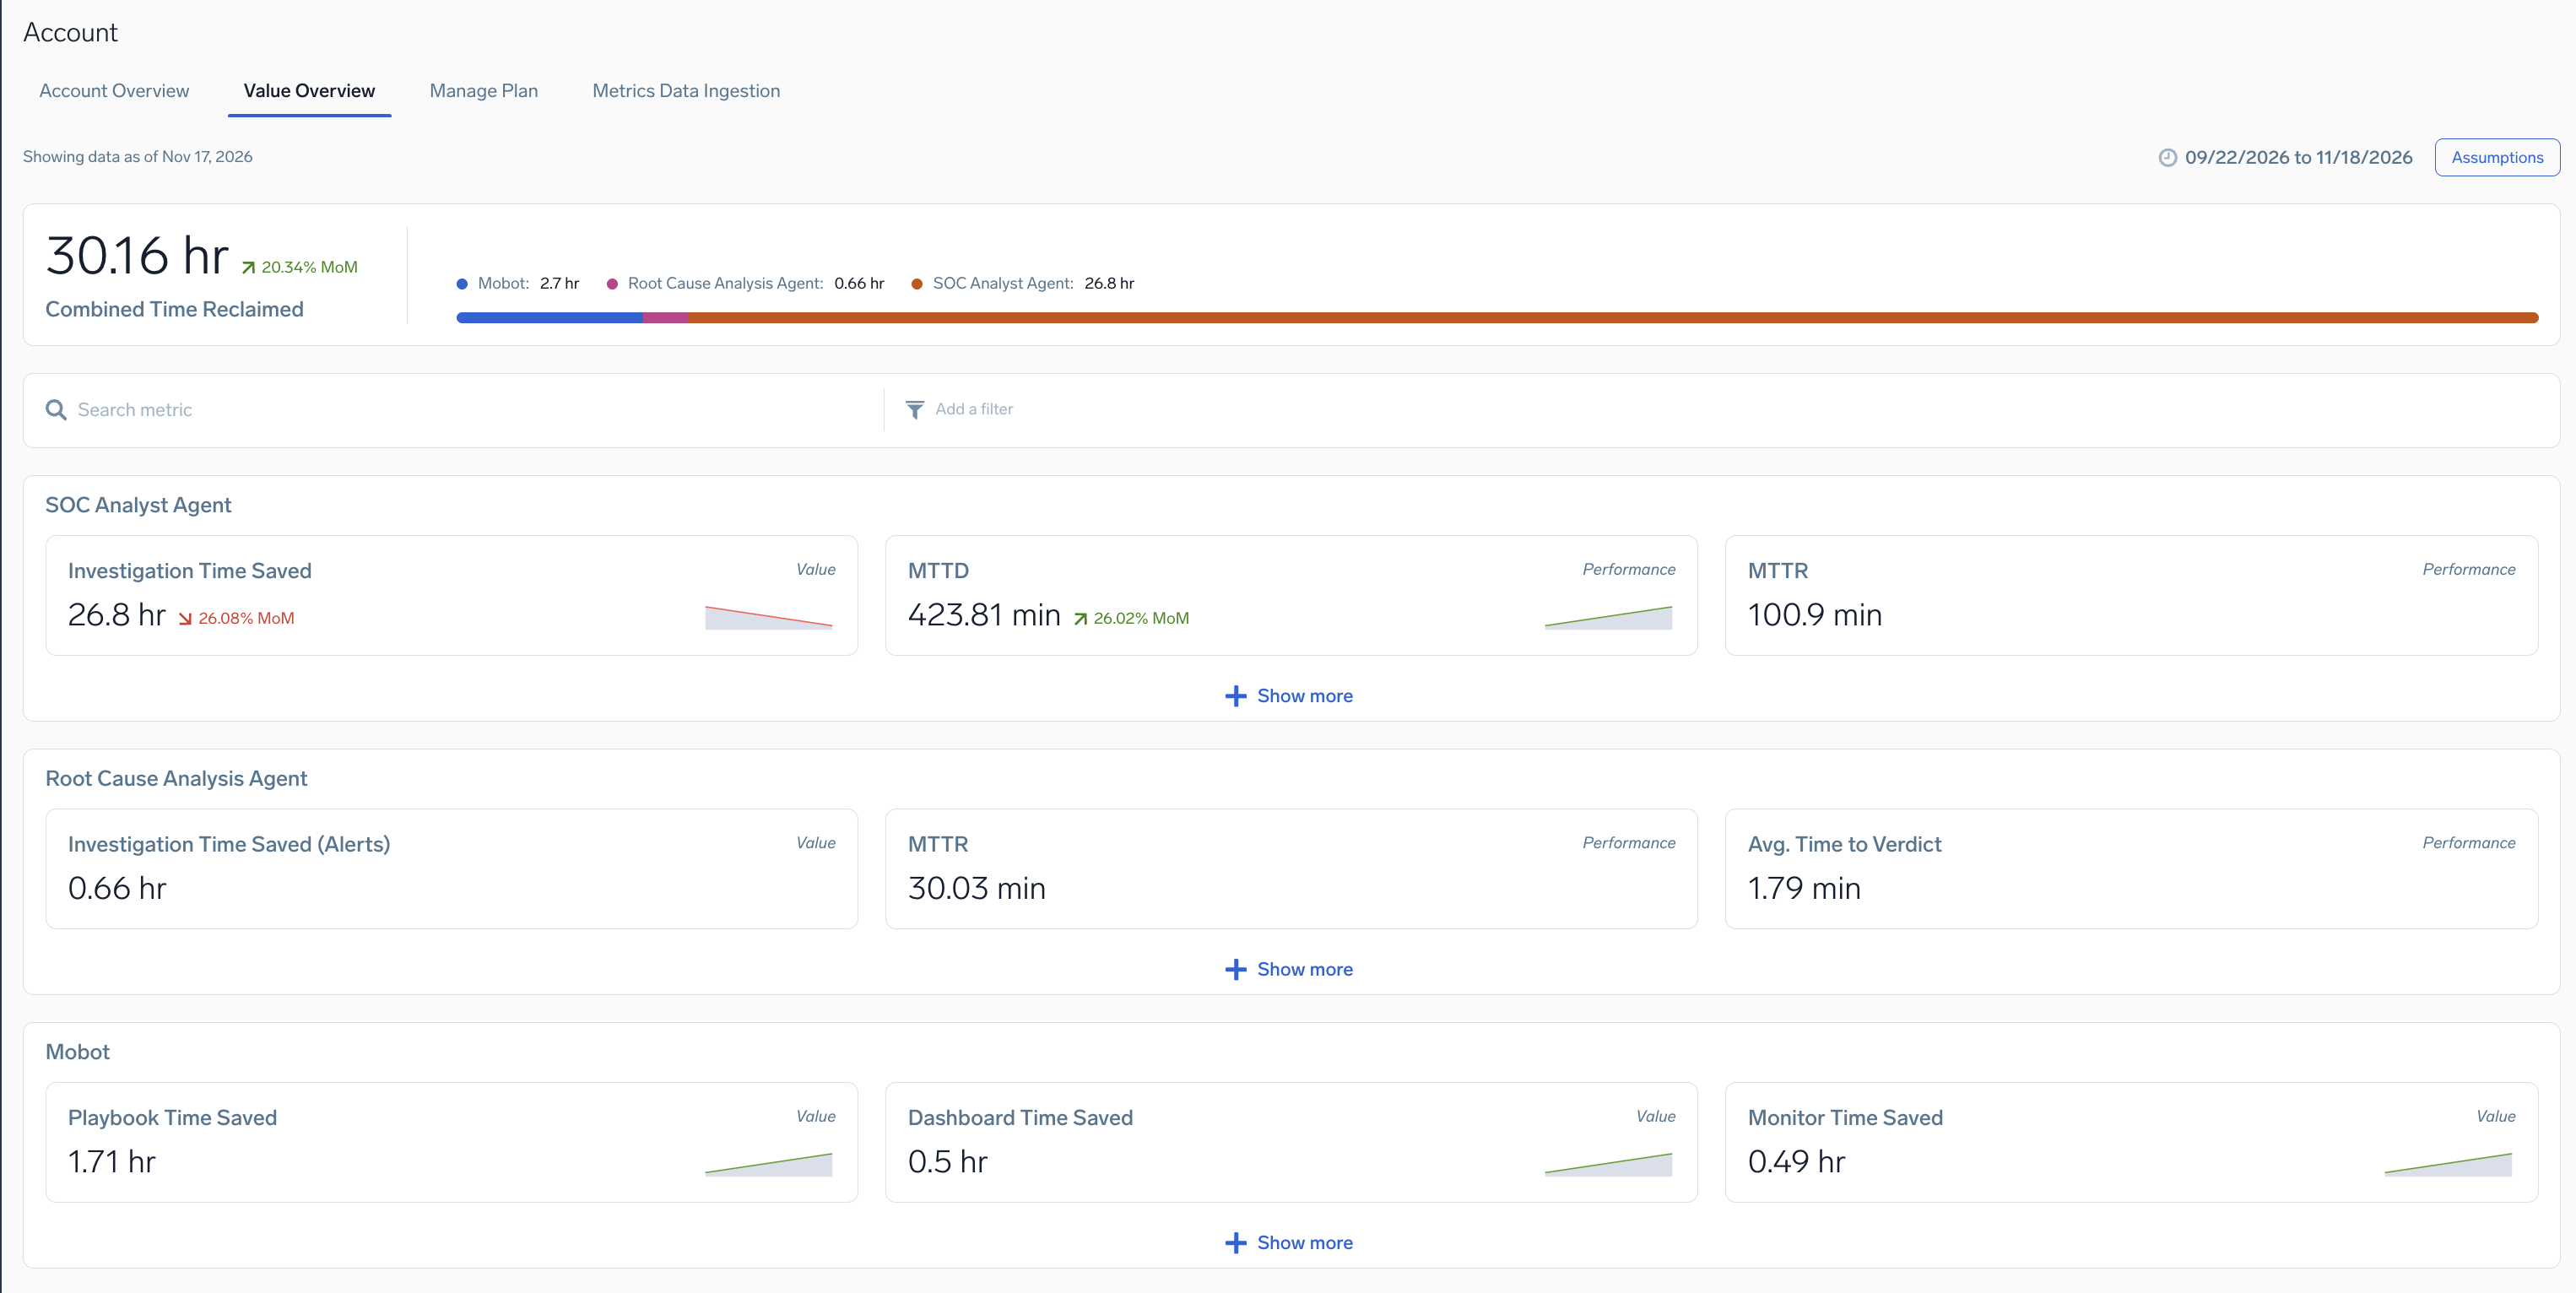 Account
Account Overview Value Overview Manage Plan Metrics Data Ingestion
Showing data as of Nov 17, 2026 09/22/2026 to 11/18/2026 Assumptions
30.16 hr 20.34% MoM
Combined Time Reclaimed
Mobot: 2.7 hr Root Cause Analysis Agent: 0.66 hr SOC Analyst Agent: 26.8 hr
Search metric Add a filter
SOC Analyst Agent
Investigation Time Saved Value
26.8 hr 26.08% MoM
MTTD Performance
423.81 min 26.02% MoM
MTTR Performance
100.9 min
Show more
Root Cause Analysis Agent
Investigation Time Saved (Alerts) Value
0.66 hr
MTTR Performance
30.03 min
Avg. Time to Verdict Performance
1.79 min
Show more
Mobot
Playbook Time Saved Value
1.71 hr
Dashboard Time Saved Value
0.5 hr
Monitor Time Saved Value
0.49 hr
Show more